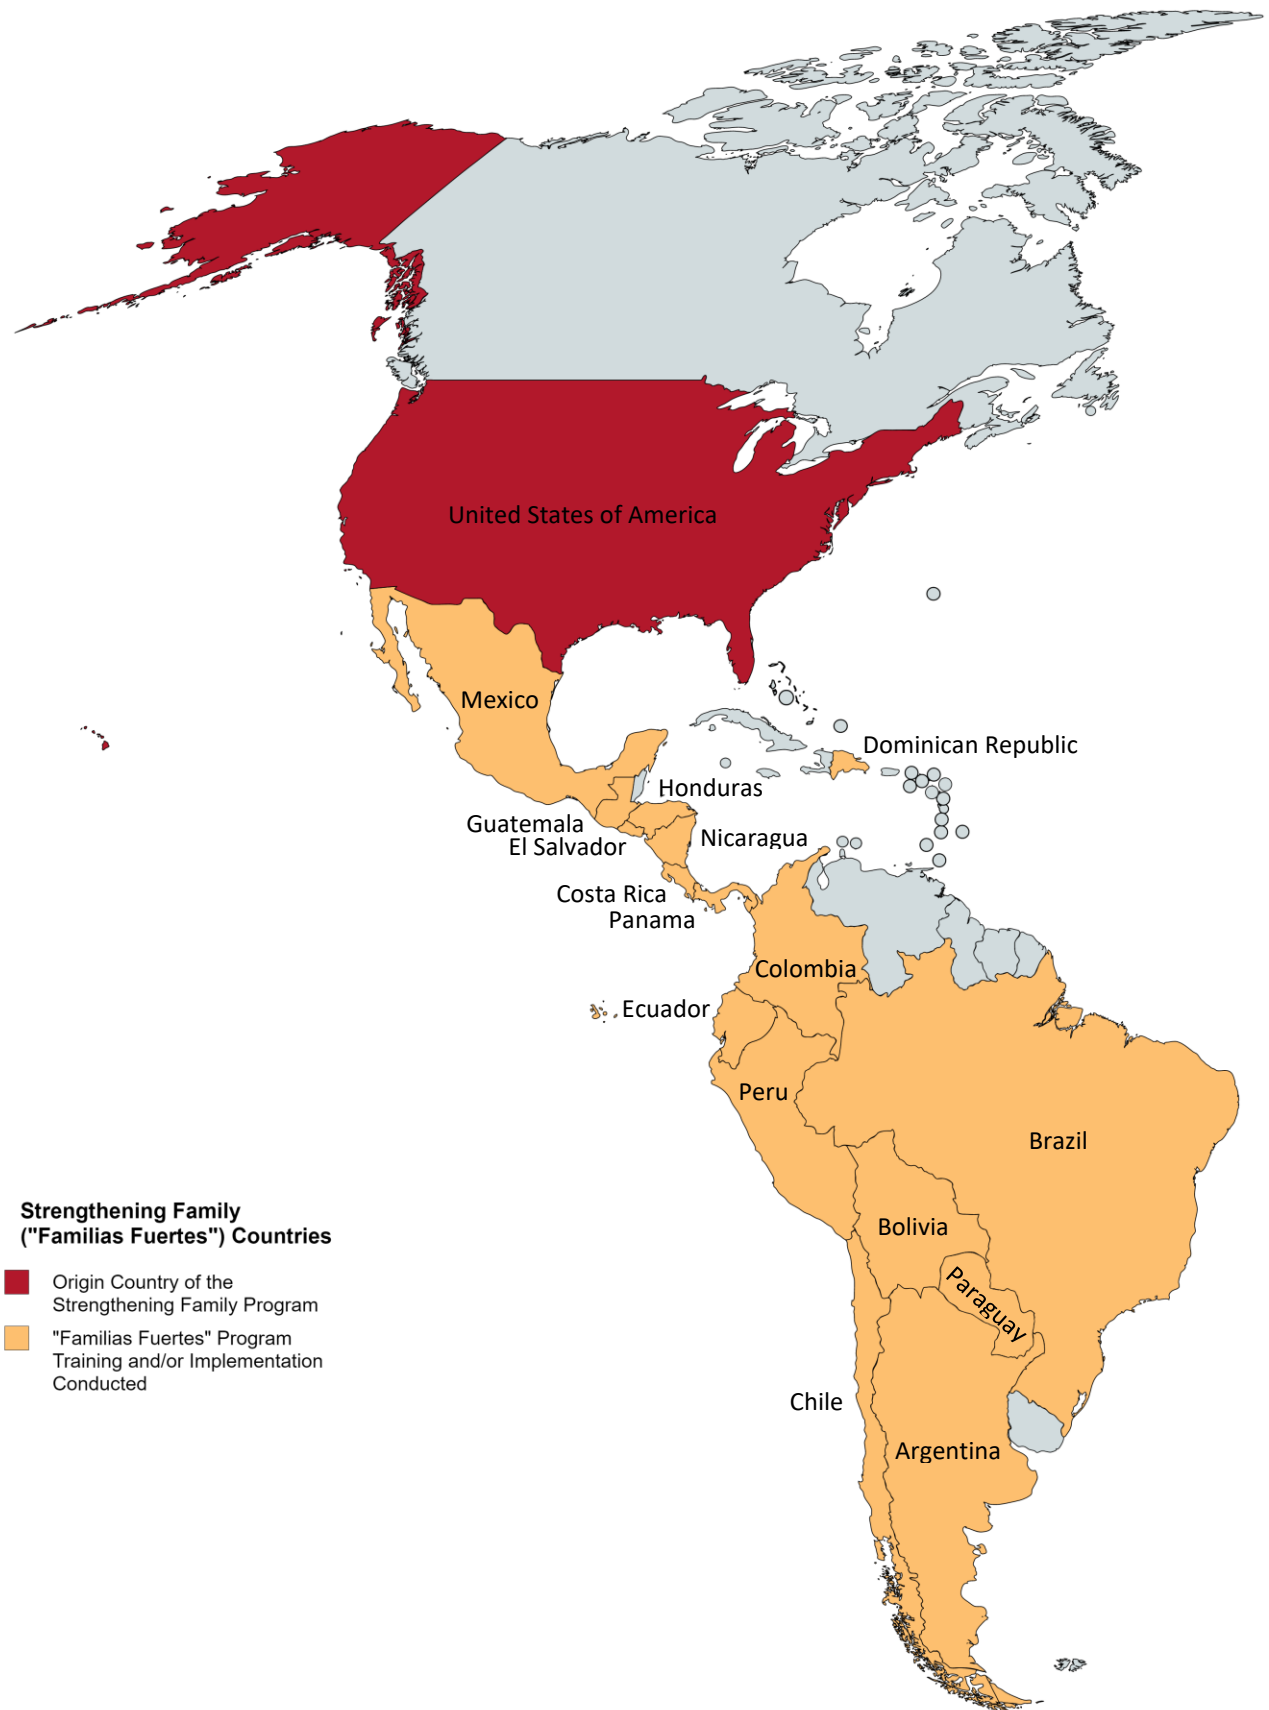 United States of America
Mexico
Dominican Republic
Honduras
Guatemala
El Salvador
Nicaragua
Costa Rica
Panama
Colombia
Ecuador
Peru
Brazil
Bolivia
Paraguay
Chile
Argentina
Strengthening Family
("Familias Fuertes") Countries
Origin Country of the
Strengthening Family Program
"Familias Fuertes" Program
Training and/or Implementation
Conducted